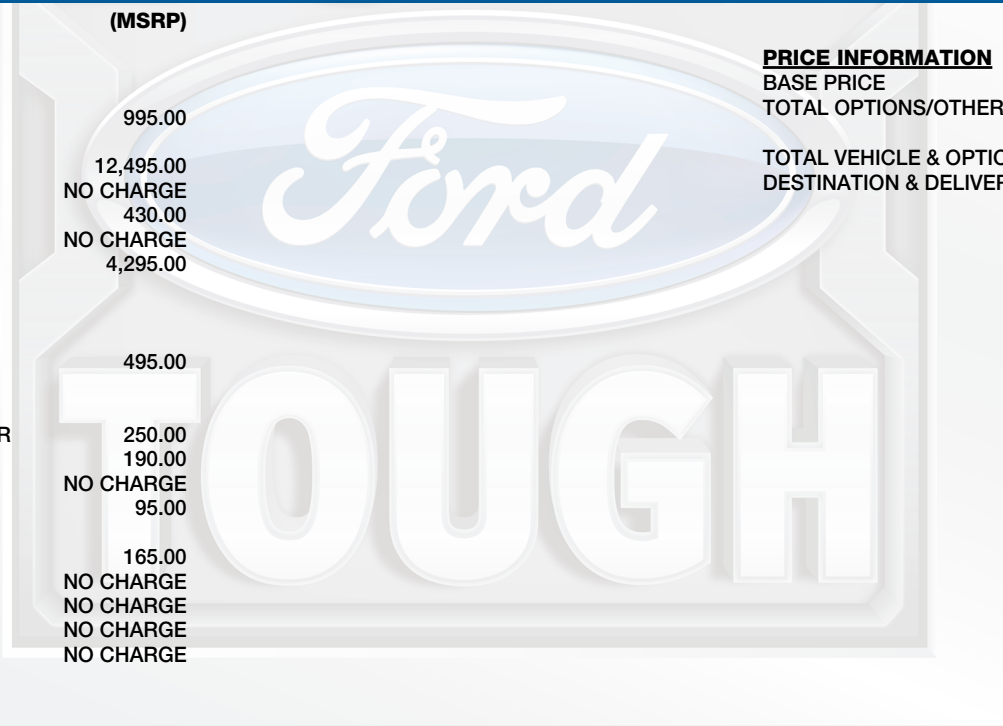 (MSRP)
995.00
12,495.00
NO CHARGE
430.00
NO CHARGE
4,295.00
495.00
R 250.00
190.00
NO CHARGE
95.00
165.00
NO CHARGE
NO CHARGE
NO CHARGE
NO CHARGE
PRICE INFORMATION
BASE PRICE
TOTAL OPTIONS/OTHER
TOTAL VEHICLE & OPTIO
DESTINATION & DELIVER
Ford
TOUGH